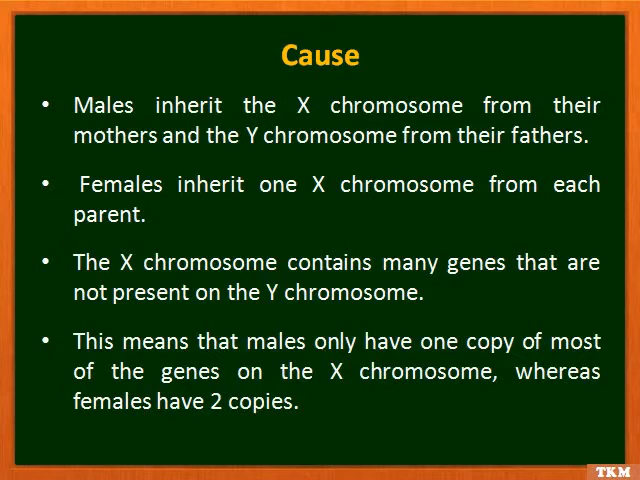 Cause
• Males inherit the X chromosome from their
mothers and the Y chromosome from their fathers.
• Females inherit one X chromosome from each
parent.
• The X chromosome contains many genes that are
not present on the Y chromosome.
• This means that males only have one copy of most
of the genes on the X chromosome, whereas
females have 2 copies.
TKM